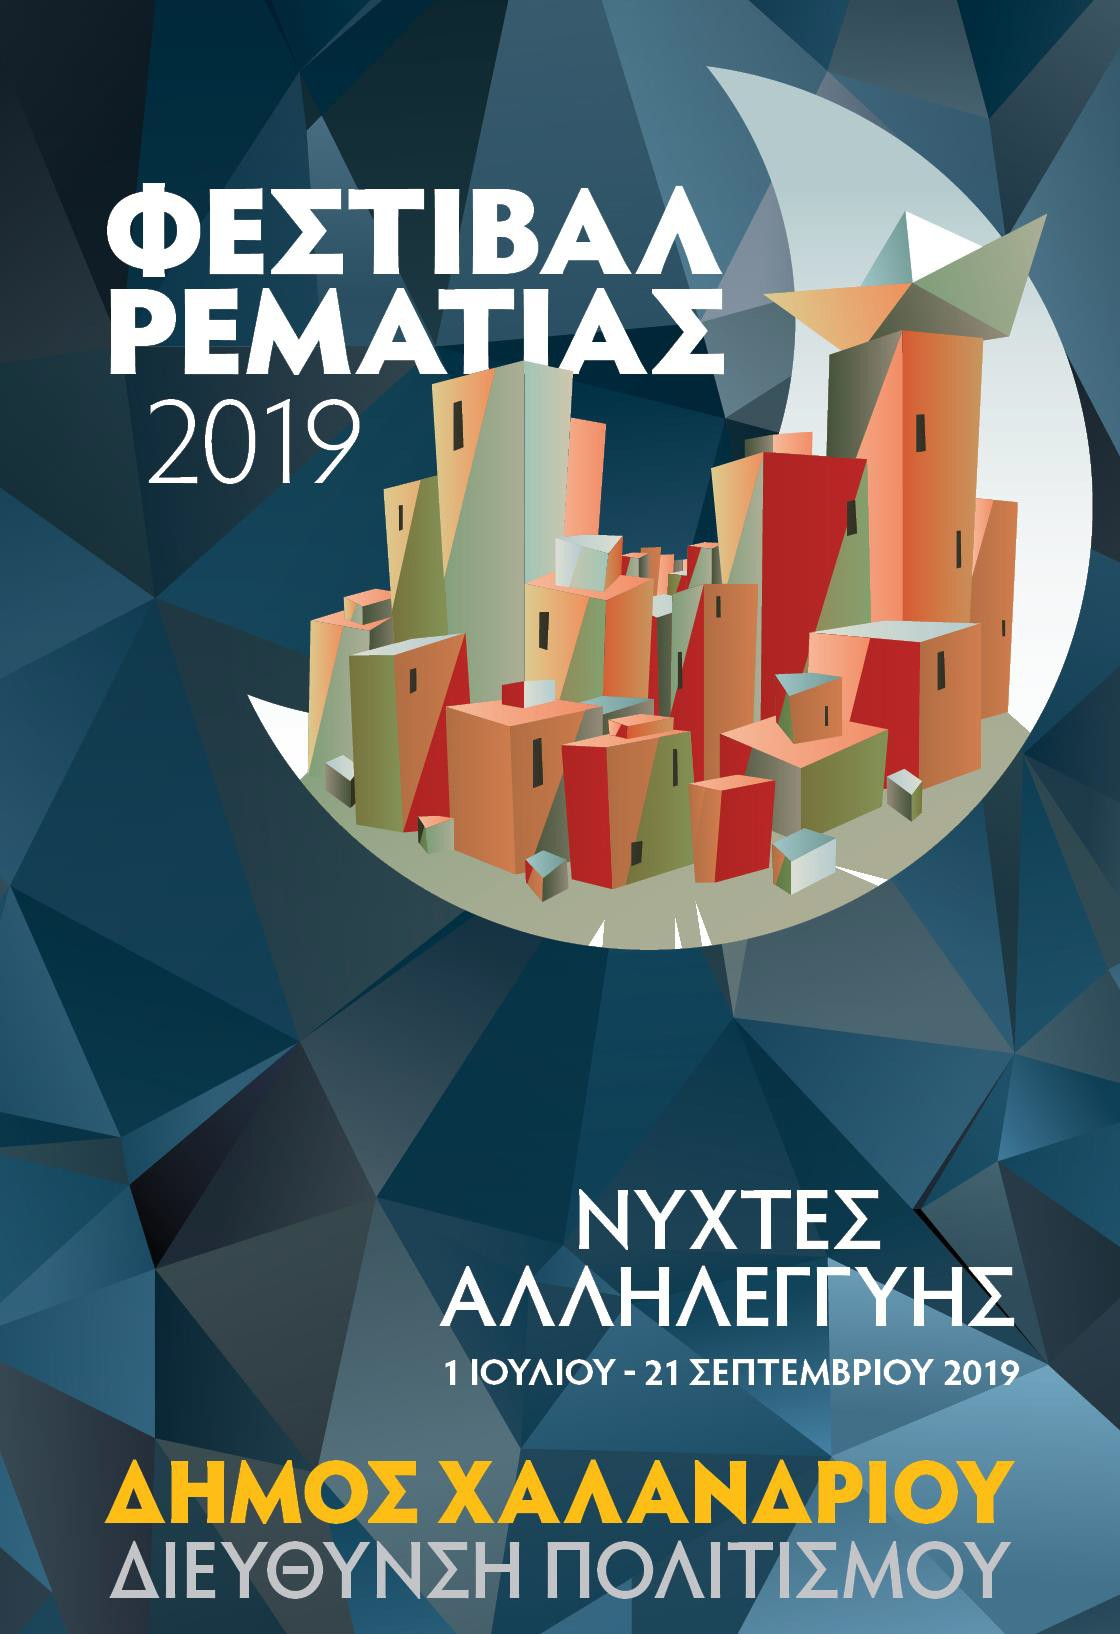 ΦΕΣΤΙΒΑΛ
ΡΕΜΑΤΙΑΣ
2019
ΝΥΧΤΕΣ
ΑΛΛΗΛΕΓΓΥΗΣ
1 ΙΟΥΛΙΟΥ - 21 ΣΕΠΤΕΜΒΡΙΟΥ 2019
ΔΗΜΟΣ ΧΑΛΑΝΔΡΙΟΥ
ΔΙΕΥΘΥΝΣΗ ΠΟΛΙΤΙΣΜΟΥ